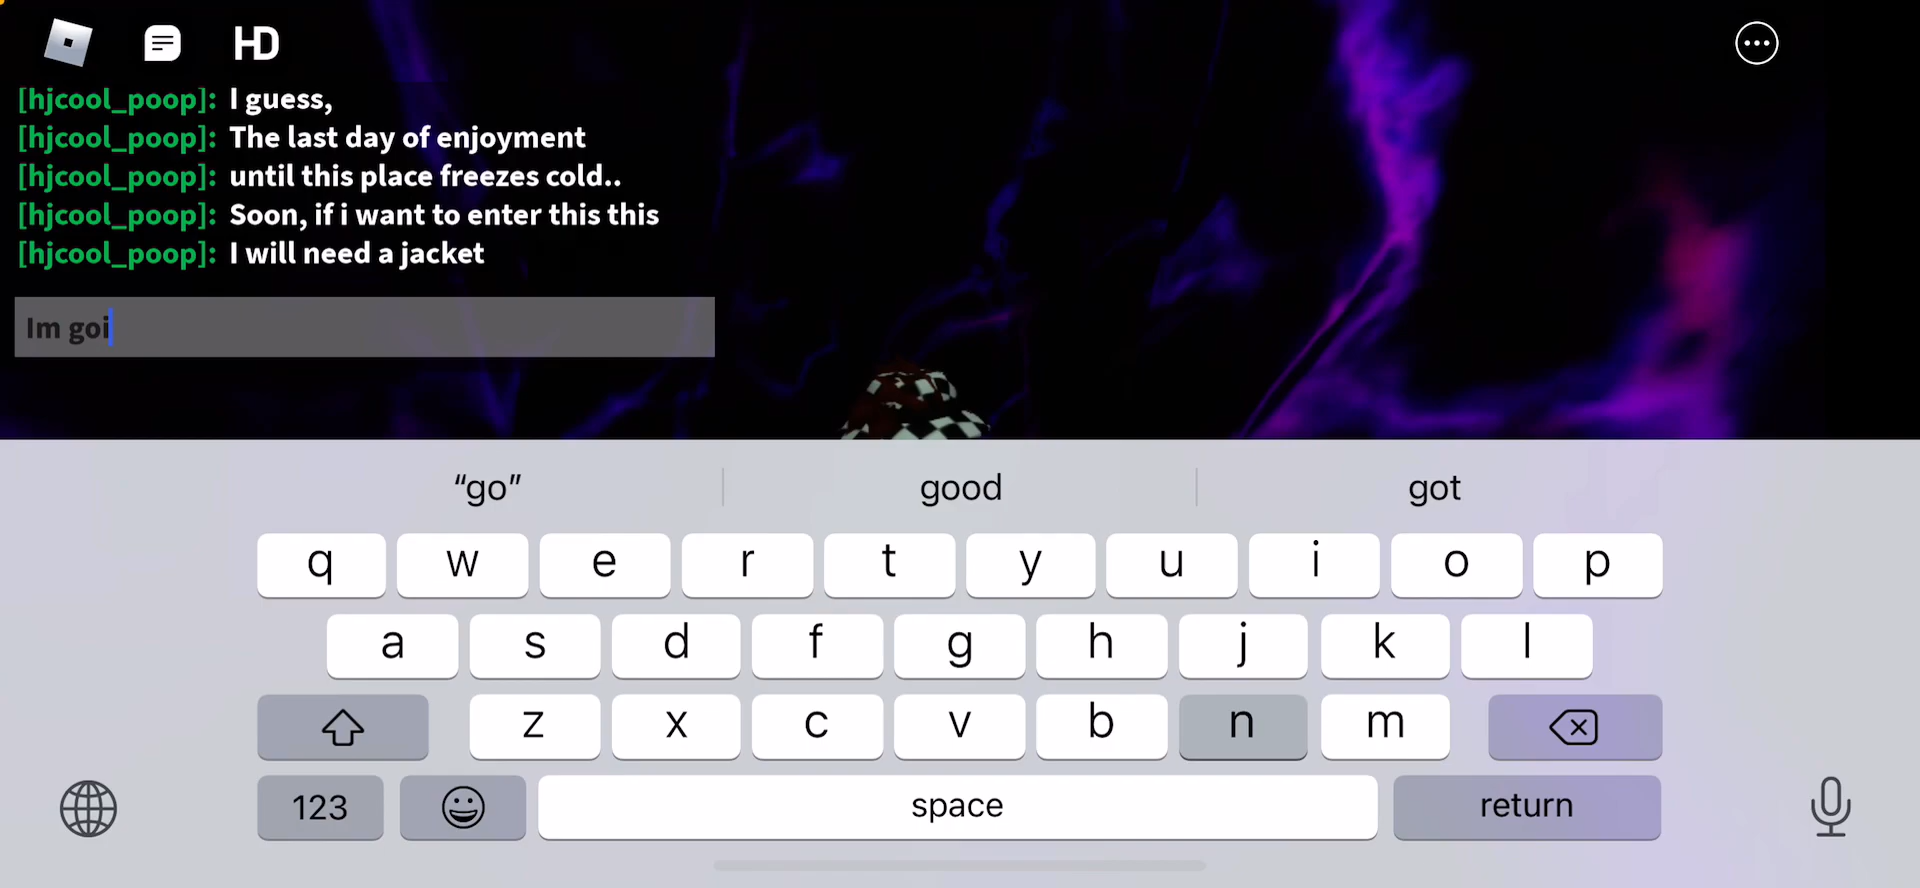 HD
[hjcool_poop]: I guess,
[hjcool_poop]: The last day of enjoyment
[hjcool_poop]: until this place freezes cold..
[hjcool_poop]: Soon, if i want to enter this this
[hjcool_poop]: I will need a jacket
Im goi
“go” good got
q w e r t y u i o p
a s d f g h j k l
z x c v b n m
123 space return